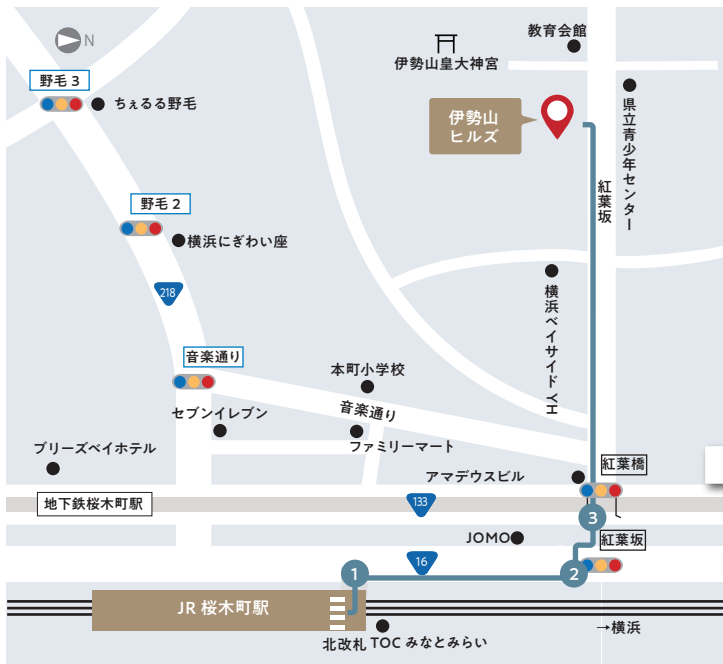 教育会館
N
伊勢山皇大神宮
野毛 3
ちぇるる野毛
県立青少年センター
伊勢山
ヒルズ
紅葉坂
野毛 2
横浜にぎわい座
218
横浜ベイサイド YH
音楽通り
本町小学校
音楽通り
セブンイレブン
ファミリーマート
ブリーズベイホテル
アマデウスビル
紅葉橋
地下鉄桜木町駅
133
3
JOMO
紅葉坂
16
1
2
JR 桜木町駅
→横浜
北改札
TOC みなとみらい